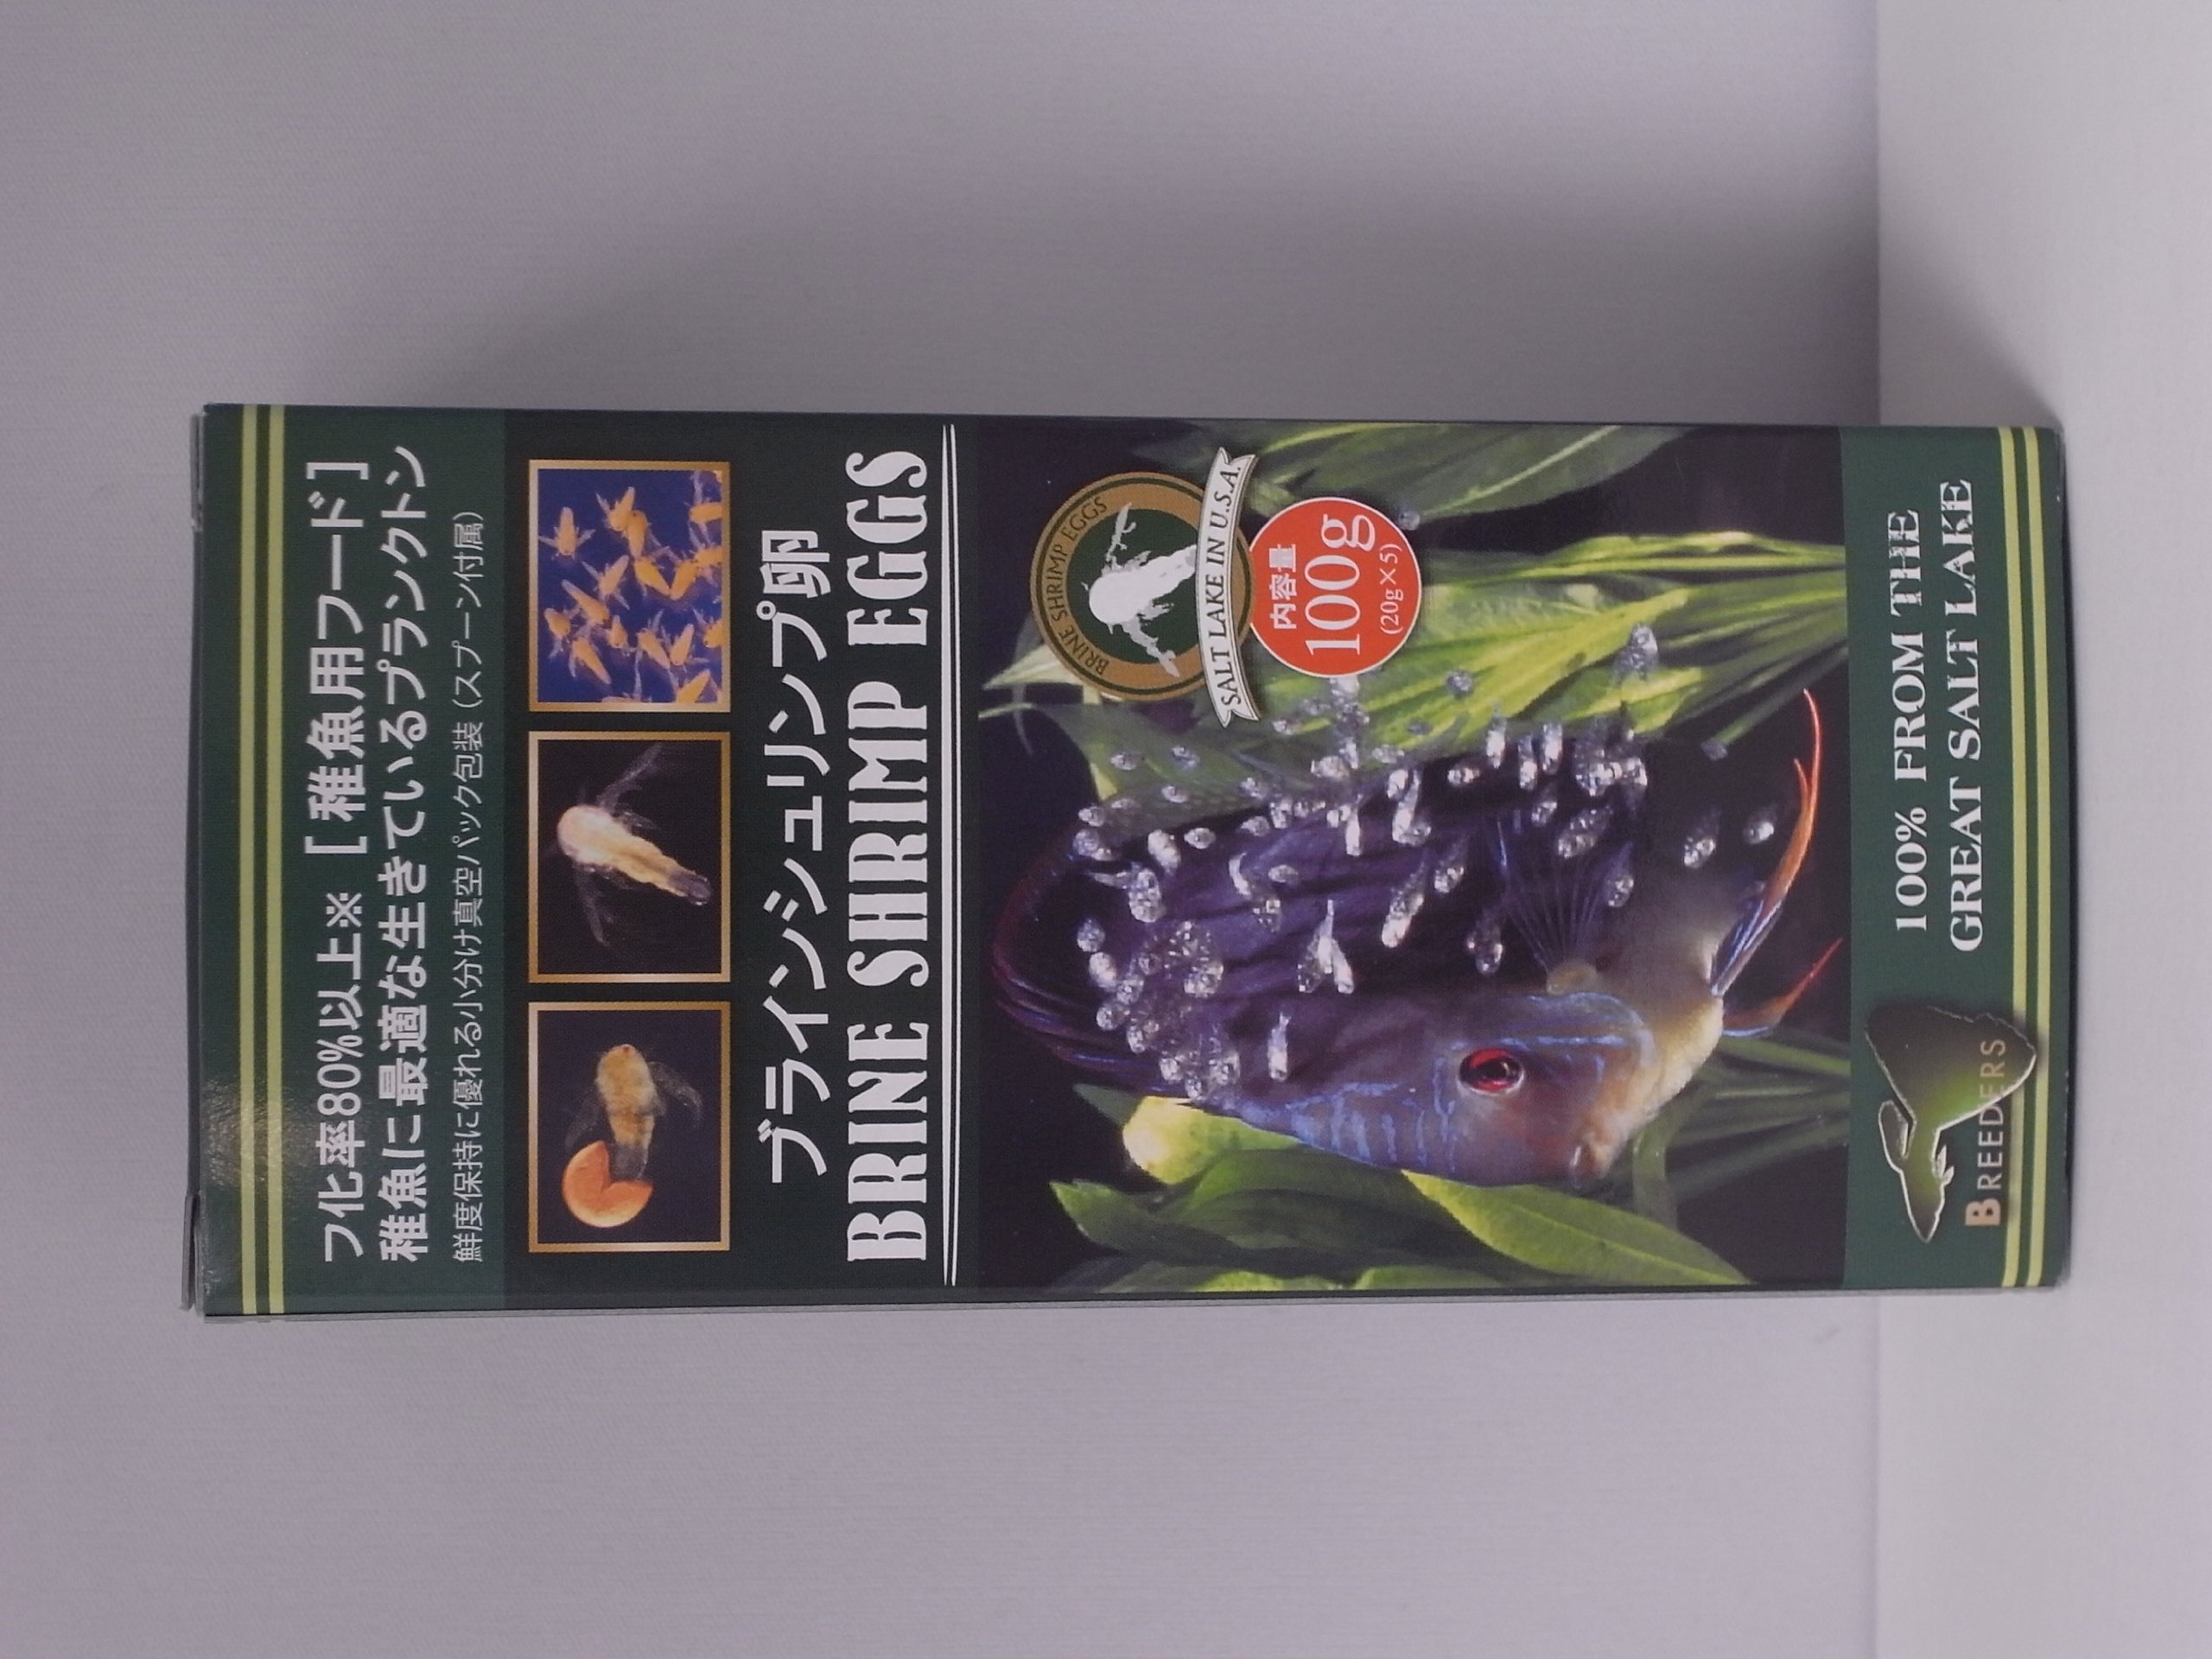 フ化率80%以上※［稚魚用フード］
稚魚に最適な生きているプランクトン
鮮度保持に優れる小分け真空パック包装（スプーン付属）
ブラインシュリンプ卵
BRINE SHRIMP EGGS
BRINE SHRIMP EGGS
SALT LAKE IN U.S.A.
内容量
100g
(20g×5)
100% FROM THE
GREAT SALT LAKE
BREEDERS